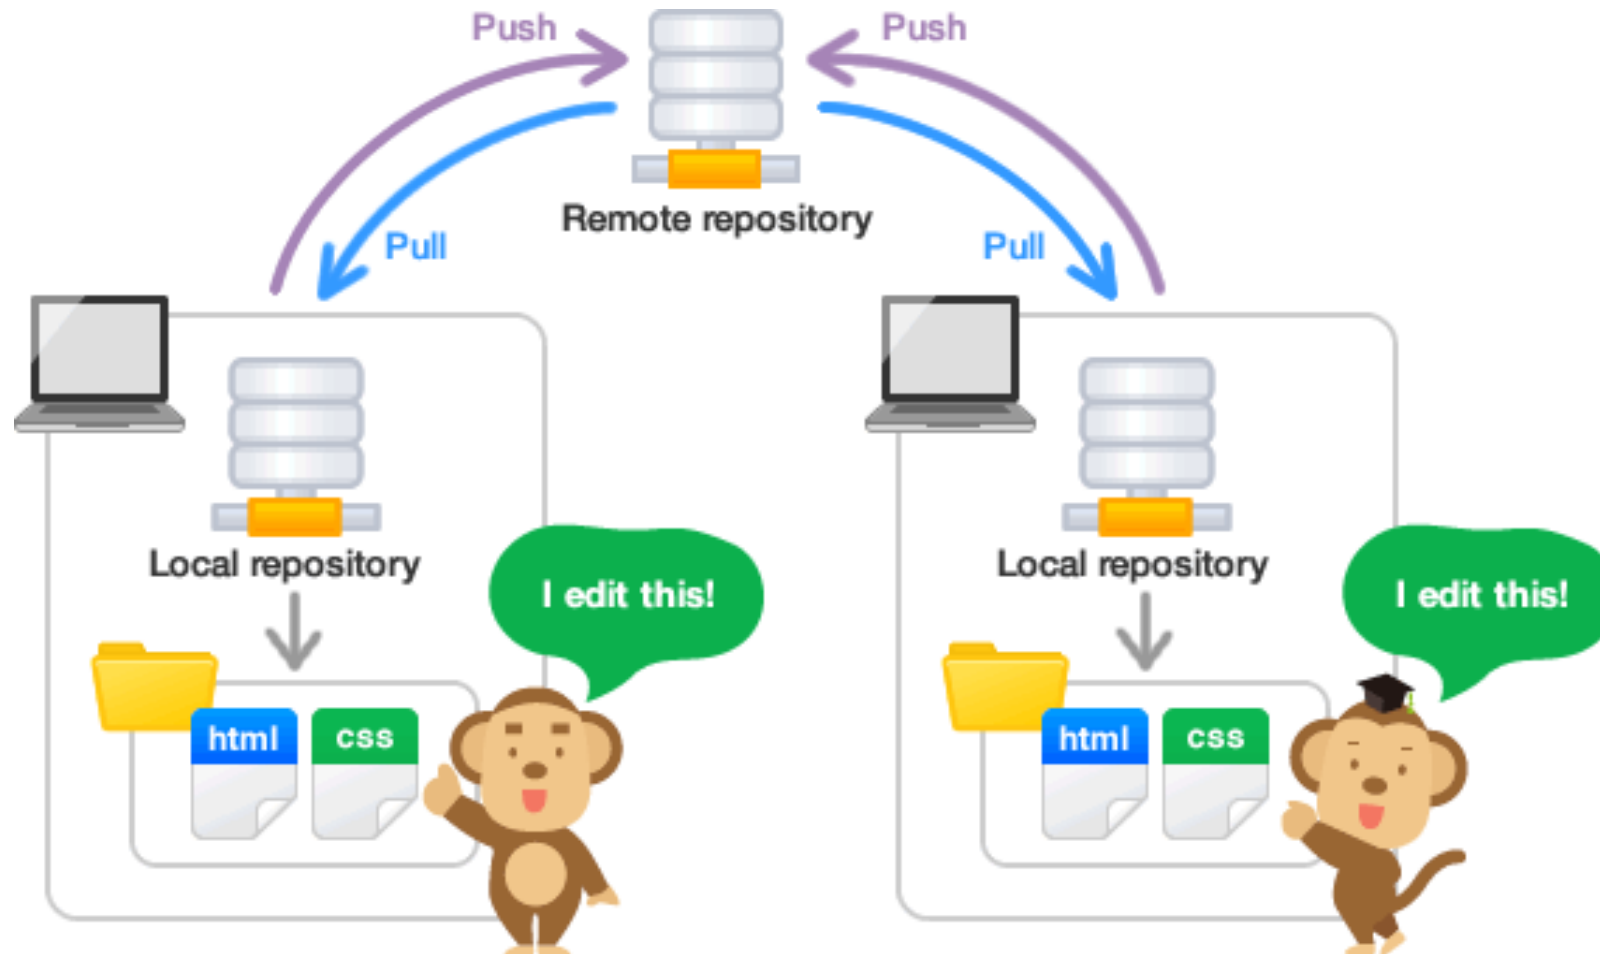 Push
Push
Remote repository
Pull
Pull
Local repository
Local repository
I edit this!
I edit this!
html
css
html
css